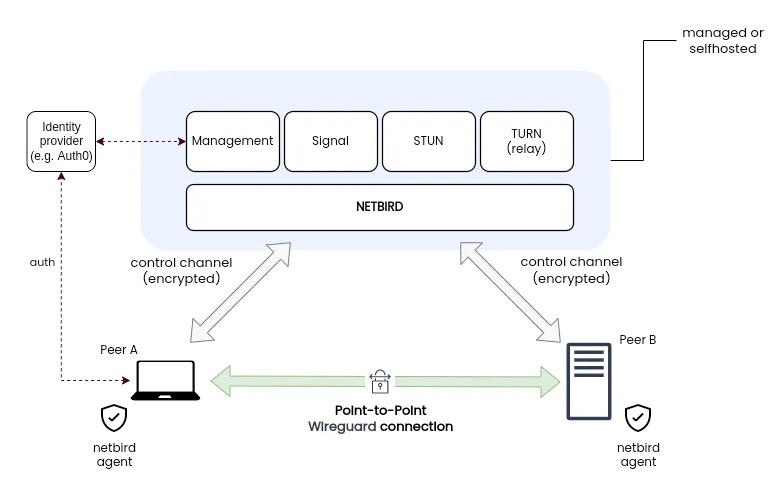 managed or
selfhosted
Identity
provider
(e.g. Auth0)
Management
Signal
STUN
TURN
(relay)
NETBIRD
auth
control channel
(encrypted)
control channel
(encrypted)
Peer A
Peer B
Point-to-Point
Wireguard connection
netbird
agent
netbird
agent